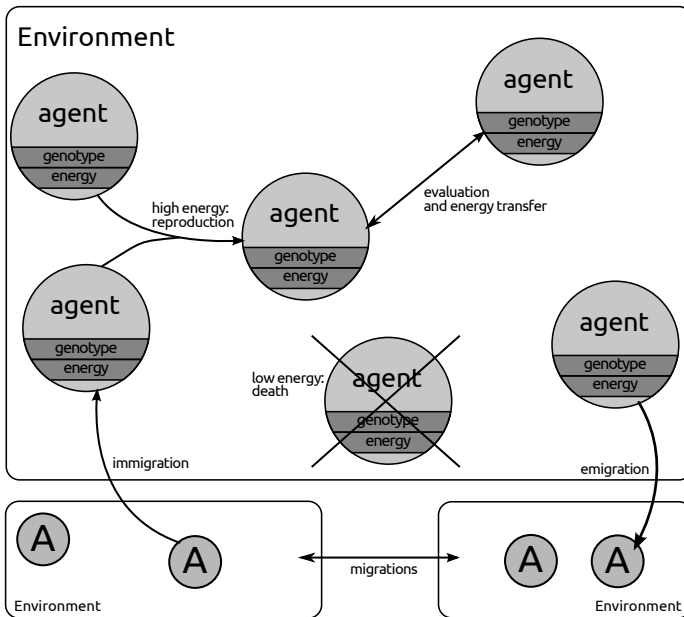 Environment
agent
genotype
energy
agent
genotype
energy
high energy:
reproduction
agent
genotype
energy
evaluation
and energy transfer
agent
genotype
energy
low energy:
death
agent
genotype
energy
agent
genotype
energy
immigration
emigration
A
A
Environment
migrations
A
A
Environment